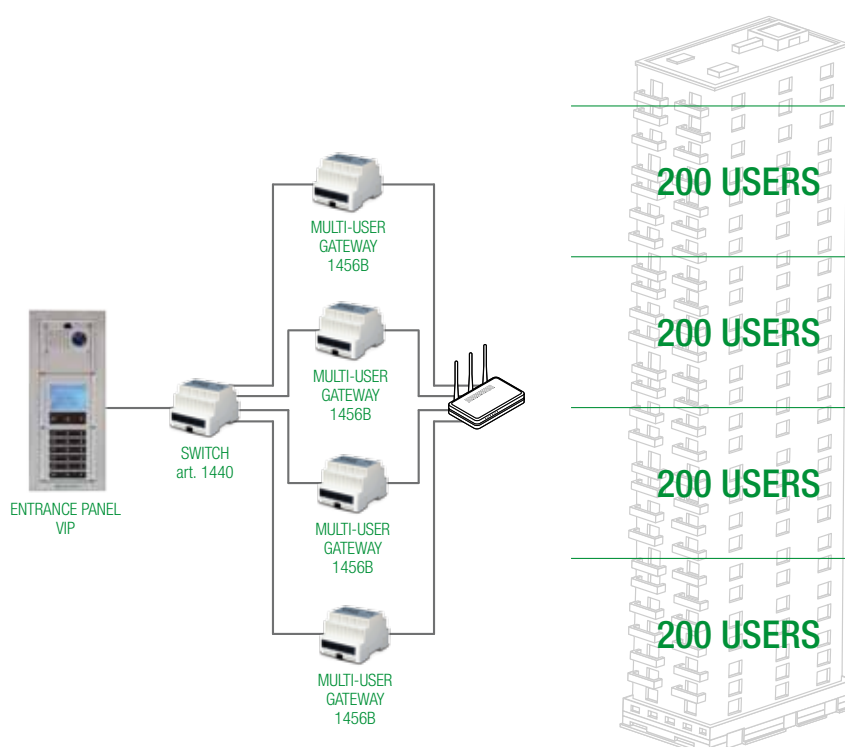 ENTRANCE PANEL
VIP
SWITCH
art. 1440
MULTI-USER
GATEWAY
1456B
MULTI-USER
GATEWAY
1456B
MULTI-USER
GATEWAY
1456B
MULTI-USER
GATEWAY
1456B
200 USERS
200 USERS
200 USERS
200 USERS